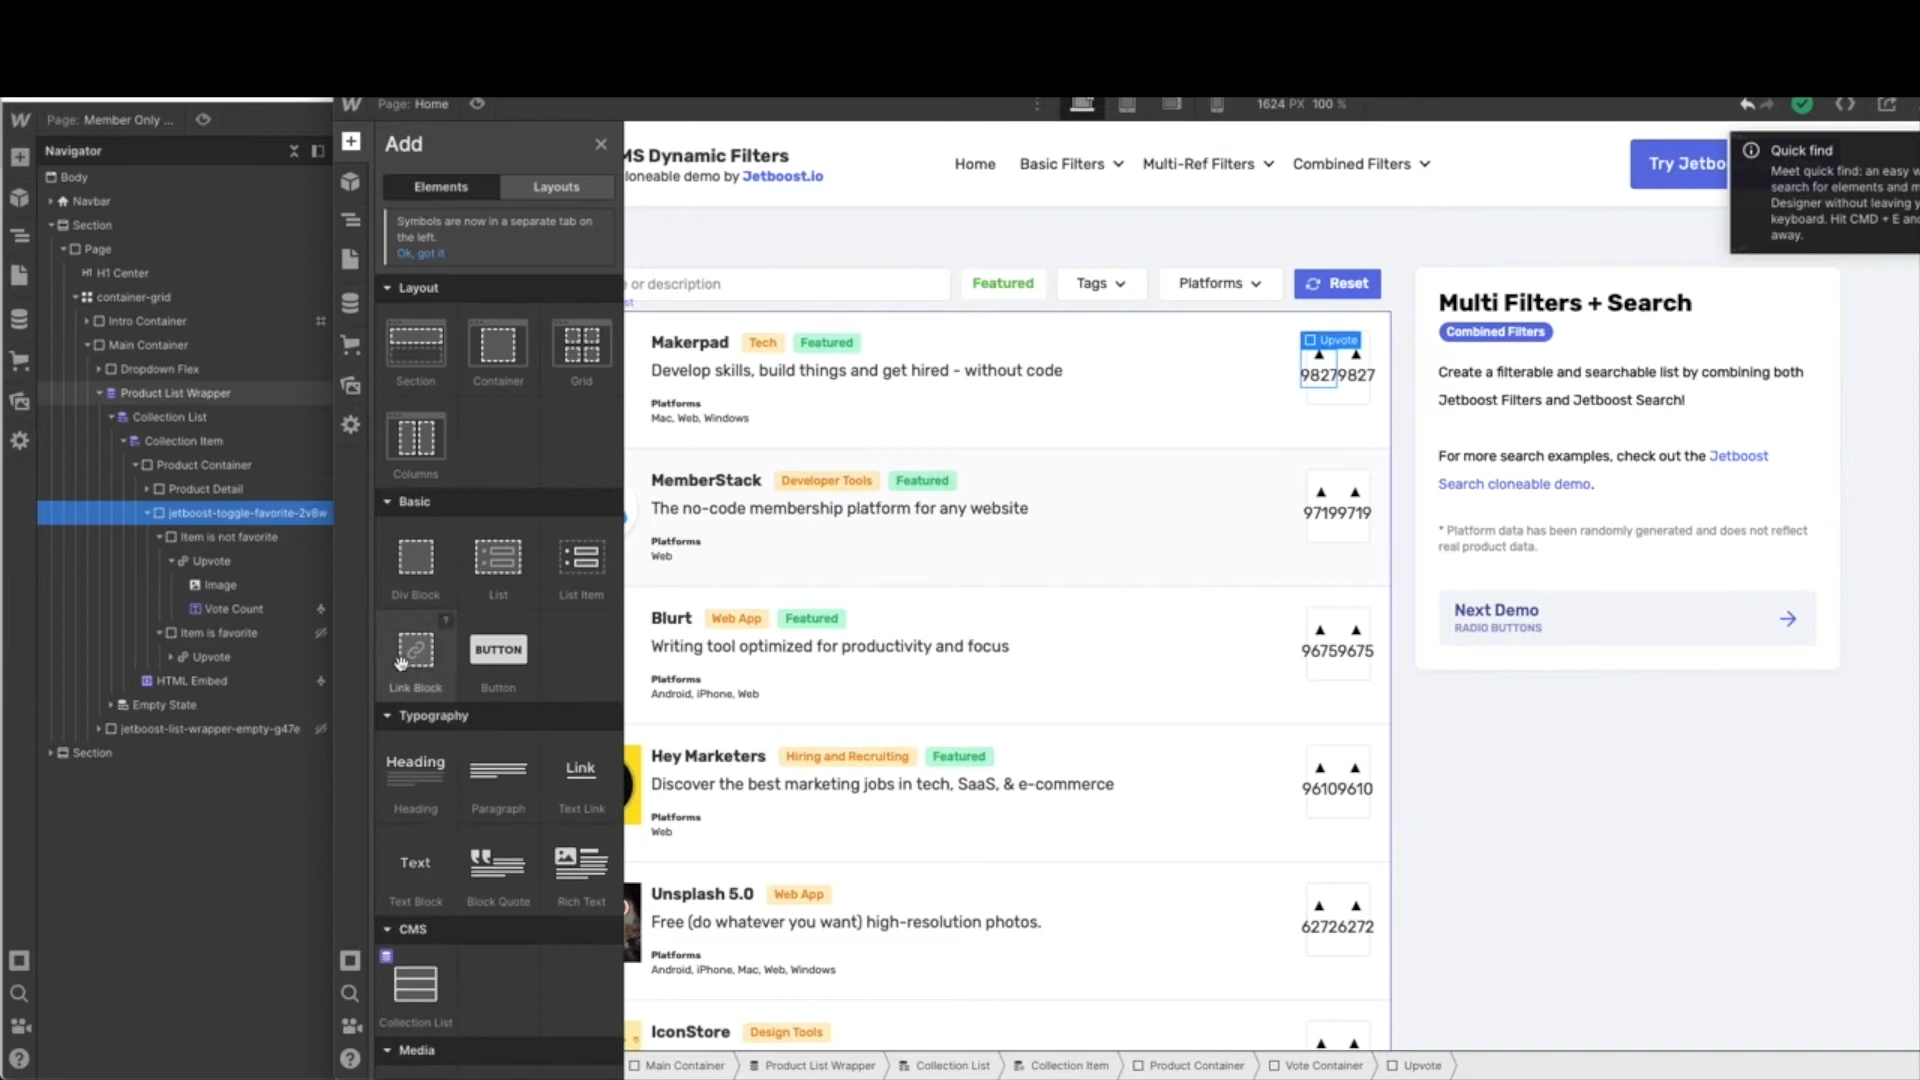 Page: Member Only ...
Navigator
Body
Navbar
Section
Page
H1 H1 Center
container-grid
Intro Container
Main Container
Dropdown Flex
Product List Wrapper
Collection List
Collection Item
Product Container
Product Detail
jetboost-toggle-favorite-2v8w
Item is not favorite
Upvote
Image
Vote Count
Item is favorite
Upvote
HTML Embed
Empty State
jetboost-list-wrapper-empty-g47e
Section
Page: Home
1624 PX 100 %
Add
Elements
Layouts
Symbols are now in a separate tab on
the left.
Ok, got it
Layout
Section
Container
Grid
Columns
Basic
Div Block
List
List Item
Link Block
BUTTON
Button
Typography
Heading
Heading
Paragraph
Link
Text Link
Text
Text Block
Block Quote
Rich Text
CMS
Collection List
Media
MS Dynamic Filters
cloneable demo by Jetboost.io
Home
Basic Filters
Multi-Ref Filters
Combined Filters
Try Jetbo
Quick find
Meet quick find: an easy w
search for elements and m
Designer without leaving y
keyboard. Hit CMD + E and
away.
e or description
Featured
Tags
Platforms
Reset
Makerpad Tech Featured
Develop skills, build things and get hired - without code
Platforms
Mac, Web, Windows
Upvote
98279827
MemberStack Developer Tools Featured
The no-code membership platform for any website
Platforms
Web
97199719
Blurt Web App Featured
Writing tool optimized for productivity and focus
Platforms
Android, iPhone, Web
96759675
Hey Marketers Hiring and Recruiting Featured
Discover the best marketing jobs in tech, SaaS, & e-commerce
Platforms
Web
96109610
Unsplash 5.0 Web App
Free (do whatever you want) high-resolution photos.
Platforms
Android, iPhone, Mac, Web, Windows
62726272
IconStore Design Tools
Multi Filters + Search
Combined Filters
Create a filterable and searchable list by combining both
Jetboost Filters and Jetboost Search!
For more search examples, check out the Jetboost
Search cloneable demo.
* Platform data has been randomly generated and does not reflect
real product data.
Next Demo
RADIO BUTTONS
Main Container
Product List Wrapper
Collection List
Collection Item
Product Container
Vote Container
Upvote